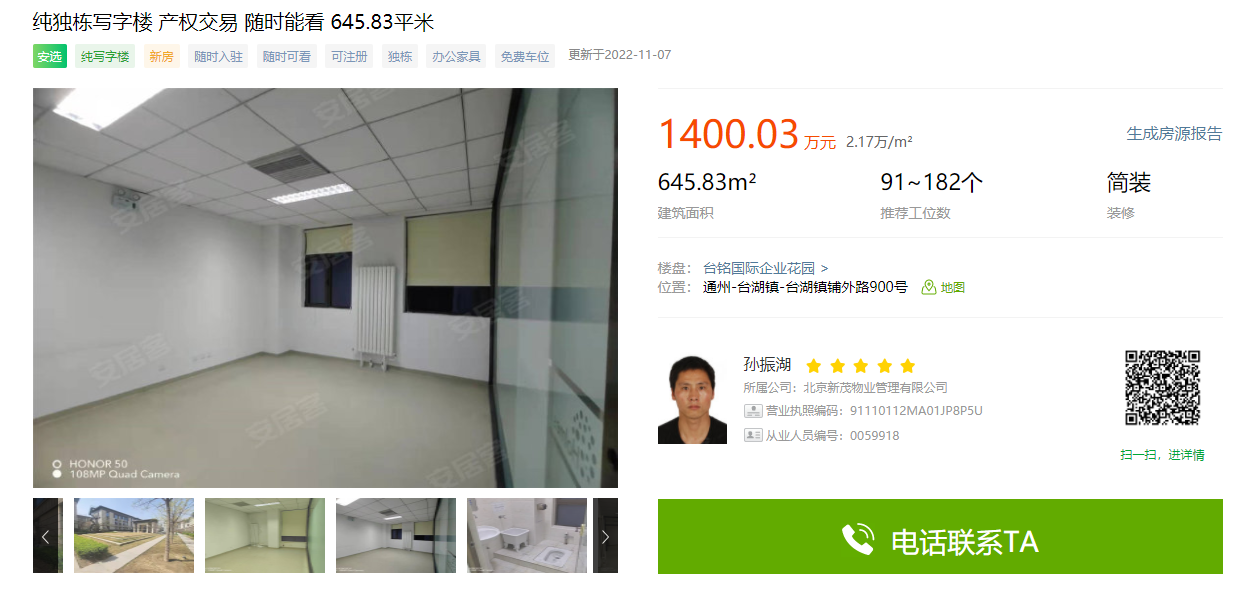 纯独栋写字楼 产权交易 随时能看 645.83平米
安选 纯写字楼 新房 随时入驻 随时可看 可注册 独栋 办公家具 免费车位 更新于2022-11-07
安居客
HONOR 50
108MP Quad Camera
1400.03 万元 2.17万/m² 生成房源报告
645.83m² 91~182个 简装
建筑面积 推荐工位数 装修
楼盘: 台铭国际企业花园 >
位置: 通州-台湖镇-台湖镇铺外路900号 地图
孙振湖
所属公司: 北京新茂物业管理有限公司
营业执照编码: 91110112MA01JP8P5U
从业人员编号: 0059918
扫一扫, 进详情
电话联系TA